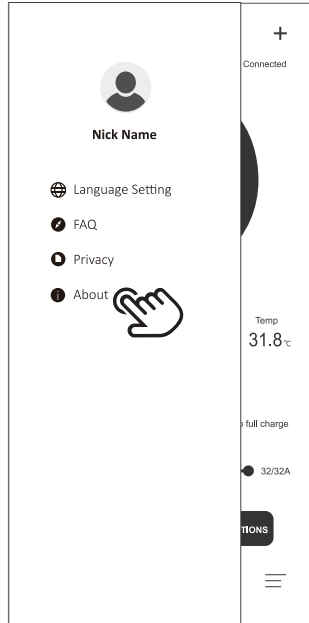 +
Connected
Nick Name
Language Setting
FAQ
Privacy
About
Temp
31.8 °C
full charge
32/32A
TIONS